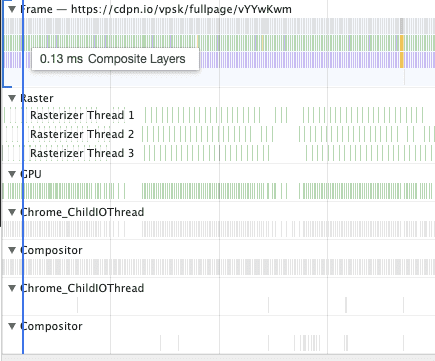 ▼ Frame — https://cdpn.io/vpsk/fullpage/vYYwKwm
0.13 ms Composite Layers
▼ Raster
Rasterizer Thread 1
Rasterizer Thread 2
Rasterizer Thread 3
▼ GPU
▼ Chrome_ChildIOThread
▼ Compositor
▼ Chrome_ChildIOThread
▼ Compositor